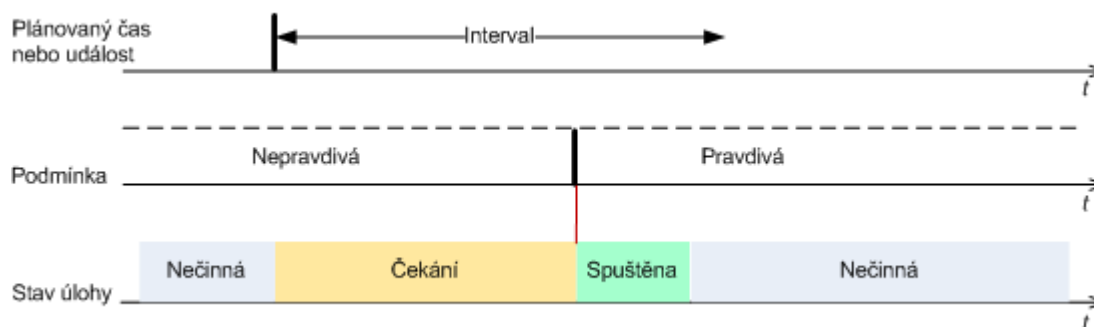 Plánovaný čas
nebo událost
Interval
t
Nepravdivá
Pravdivá
Podmínka
t
Nečinná
Čekání
Spuštěna
Nečinná
Stav úlohy
t